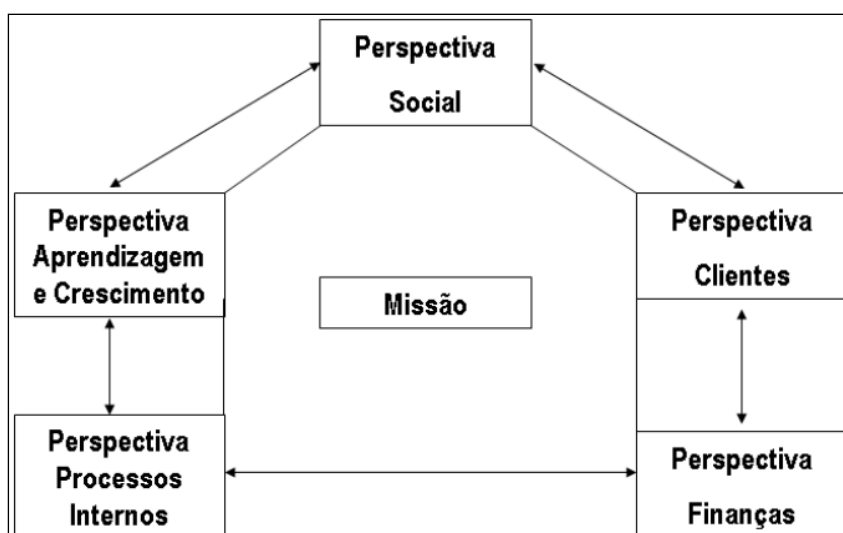 Perspectiva
Social
Perspectiva
Aprendizagem
e Crescimento
Perspectiva
Clientes
Missão
Perspectiva
Processos
Internos
Perspectiva
Finanças